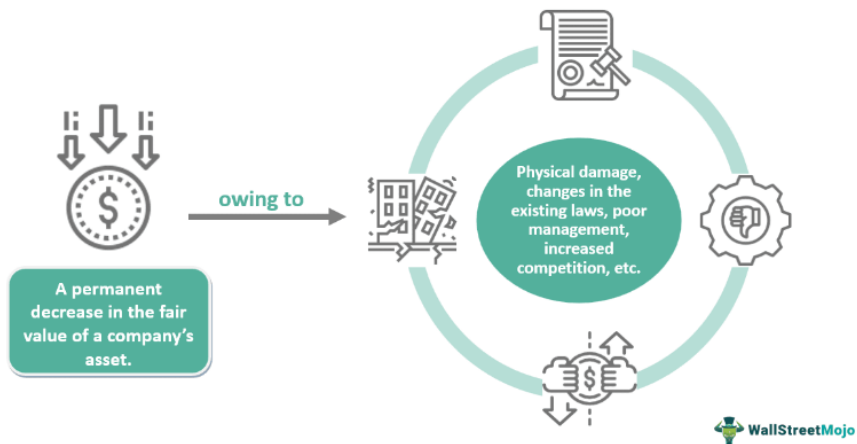 owing to
A permanent
decrease in the fair
value of a company's
asset.
Physical damage,
changes in the
existing laws, poor
management,
increased
competition, etc.
$
$
WallStreetMojo